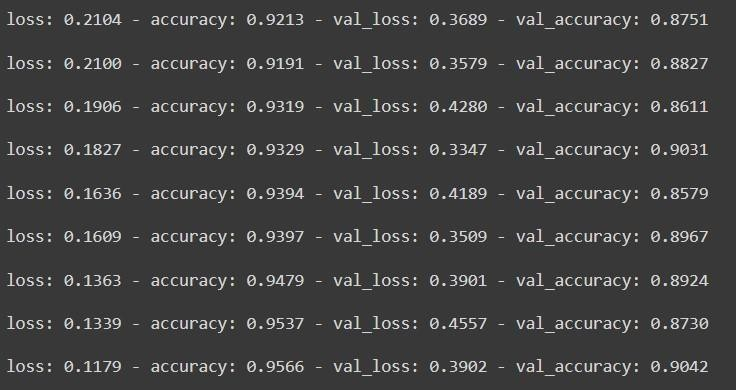 loss: 0.2104 - accuracy: 0.9213 - val_loss: 0.3689 - val_accuracy: 0.8751
loss: 0.2100 - accuracy: 0.9191 - val_loss: 0.3579 - val_accuracy: 0.8827
loss: 0.1906 - accuracy: 0.9319 - val_loss: 0.4280 - val_accuracy: 0.8611
loss: 0.1827 - accuracy: 0.9329 - val_loss: 0.3347 - val_accuracy: 0.9031
loss: 0.1636 - accuracy: 0.9394 - val_loss: 0.4189 - val_accuracy: 0.8579
loss: 0.1609 - accuracy: 0.9397 - val_loss: 0.3509 - val_accuracy: 0.8967
loss: 0.1363 - accuracy: 0.9479 - val_loss: 0.3901 - val_accuracy: 0.8924
loss: 0.1339 - accuracy: 0.9537 - val_loss: 0.4557 - val_accuracy: 0.8730
loss: 0.1179 - accuracy: 0.9566 - val_loss: 0.3902 - val_accuracy: 0.9042